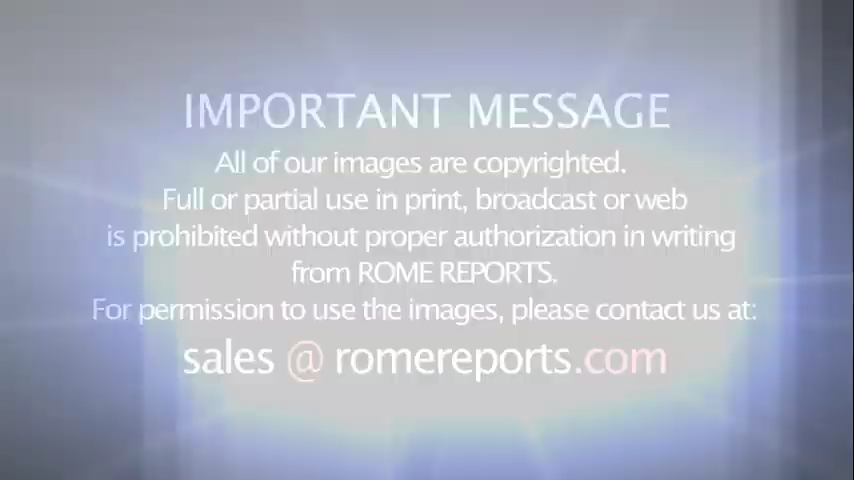 IMPORTANT MESSAGE
All of our images are copyrighted.
Full or partial use in print, broadcast or web
is prohibited without proper authorization in writing
from ROME REPORTS.
For permission to use the images, please contact us at:
sales @ romereports.com